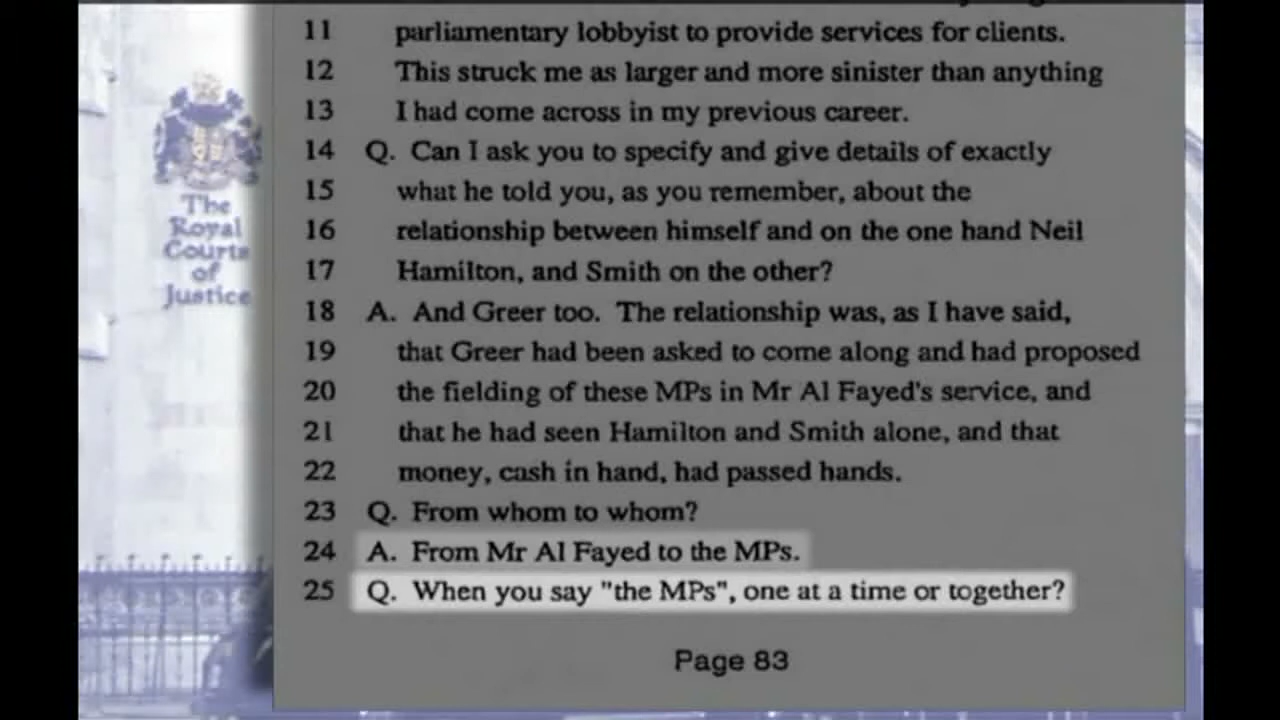 The
Royal
Courts
of
Justice
11 parliamentary lobbyist to provide services for clients.
12 This struck me as larger and more sinister than anything
13 I had come across in my previous career.
14 Q. Can I ask you to specify and give details of exactly
15 what he told you, as you remember, about the
16 relationship between himself and on the one hand Neil
17 Hamilton, and Smith on the other?
18 A. And Greer too. The relationship was, as I have said,
19 that Greer had been asked to come along and had proposed
20 the fielding of these MPs in Mr Al Fayed's service, and
21 that he had seen Hamilton and Smith alone, and that
22 money, cash in hand, had passed hands.
23 Q. From whom to whom?
24 A. From Mr Al Fayed to the MPs.
25 Q. When you say "the MPs", one at a time or together?
Page 83